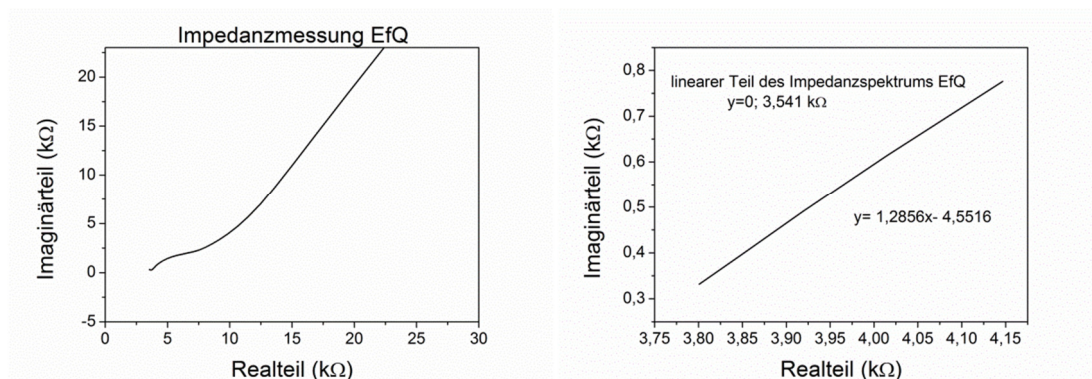 Impedanzmessung EfQ
Imaginärteil (kΩ)
20
15
10
5
0
-5
0 5 10 15 20 25 30
Realteil (kΩ)
linearer Teil des Impedanzspektrums EfQ
y=0; 3,541 kΩ
y= 1,2856x- 4,5516
Imaginärteil (kΩ)
0,8
0,7
0,6
0,5
0,4
0,3
3,75 3,80 3,85 3,90 3,95 4,00 4,05 4,10 4,15
Realteil (kΩ)